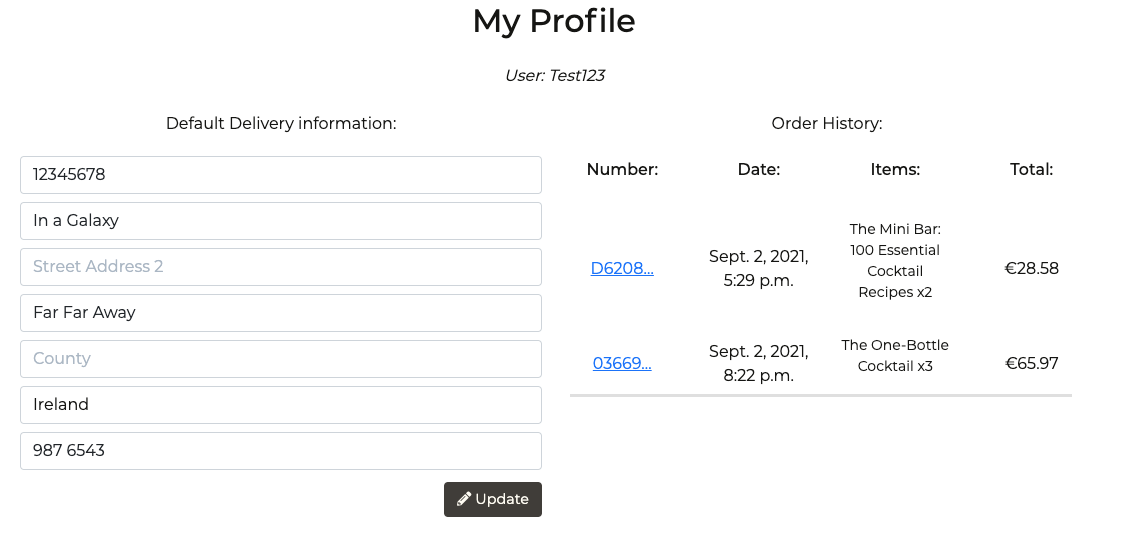 My Profile
User: Test123
Default Delivery information:
12345678
In a Galaxy
Street Address 2
Far Far Away
County
Ireland
987 6543
Update
Order History:
Number: Date: Items: Total:
D6208... Sept. 2, 2021, 5:29 p.m. The Mini Bar: 100 Essential Cocktail Recipes x2 €28.58
03669... Sept. 2, 2021, 8:22 p.m. The One-Bottle Cocktail x3 €65.97